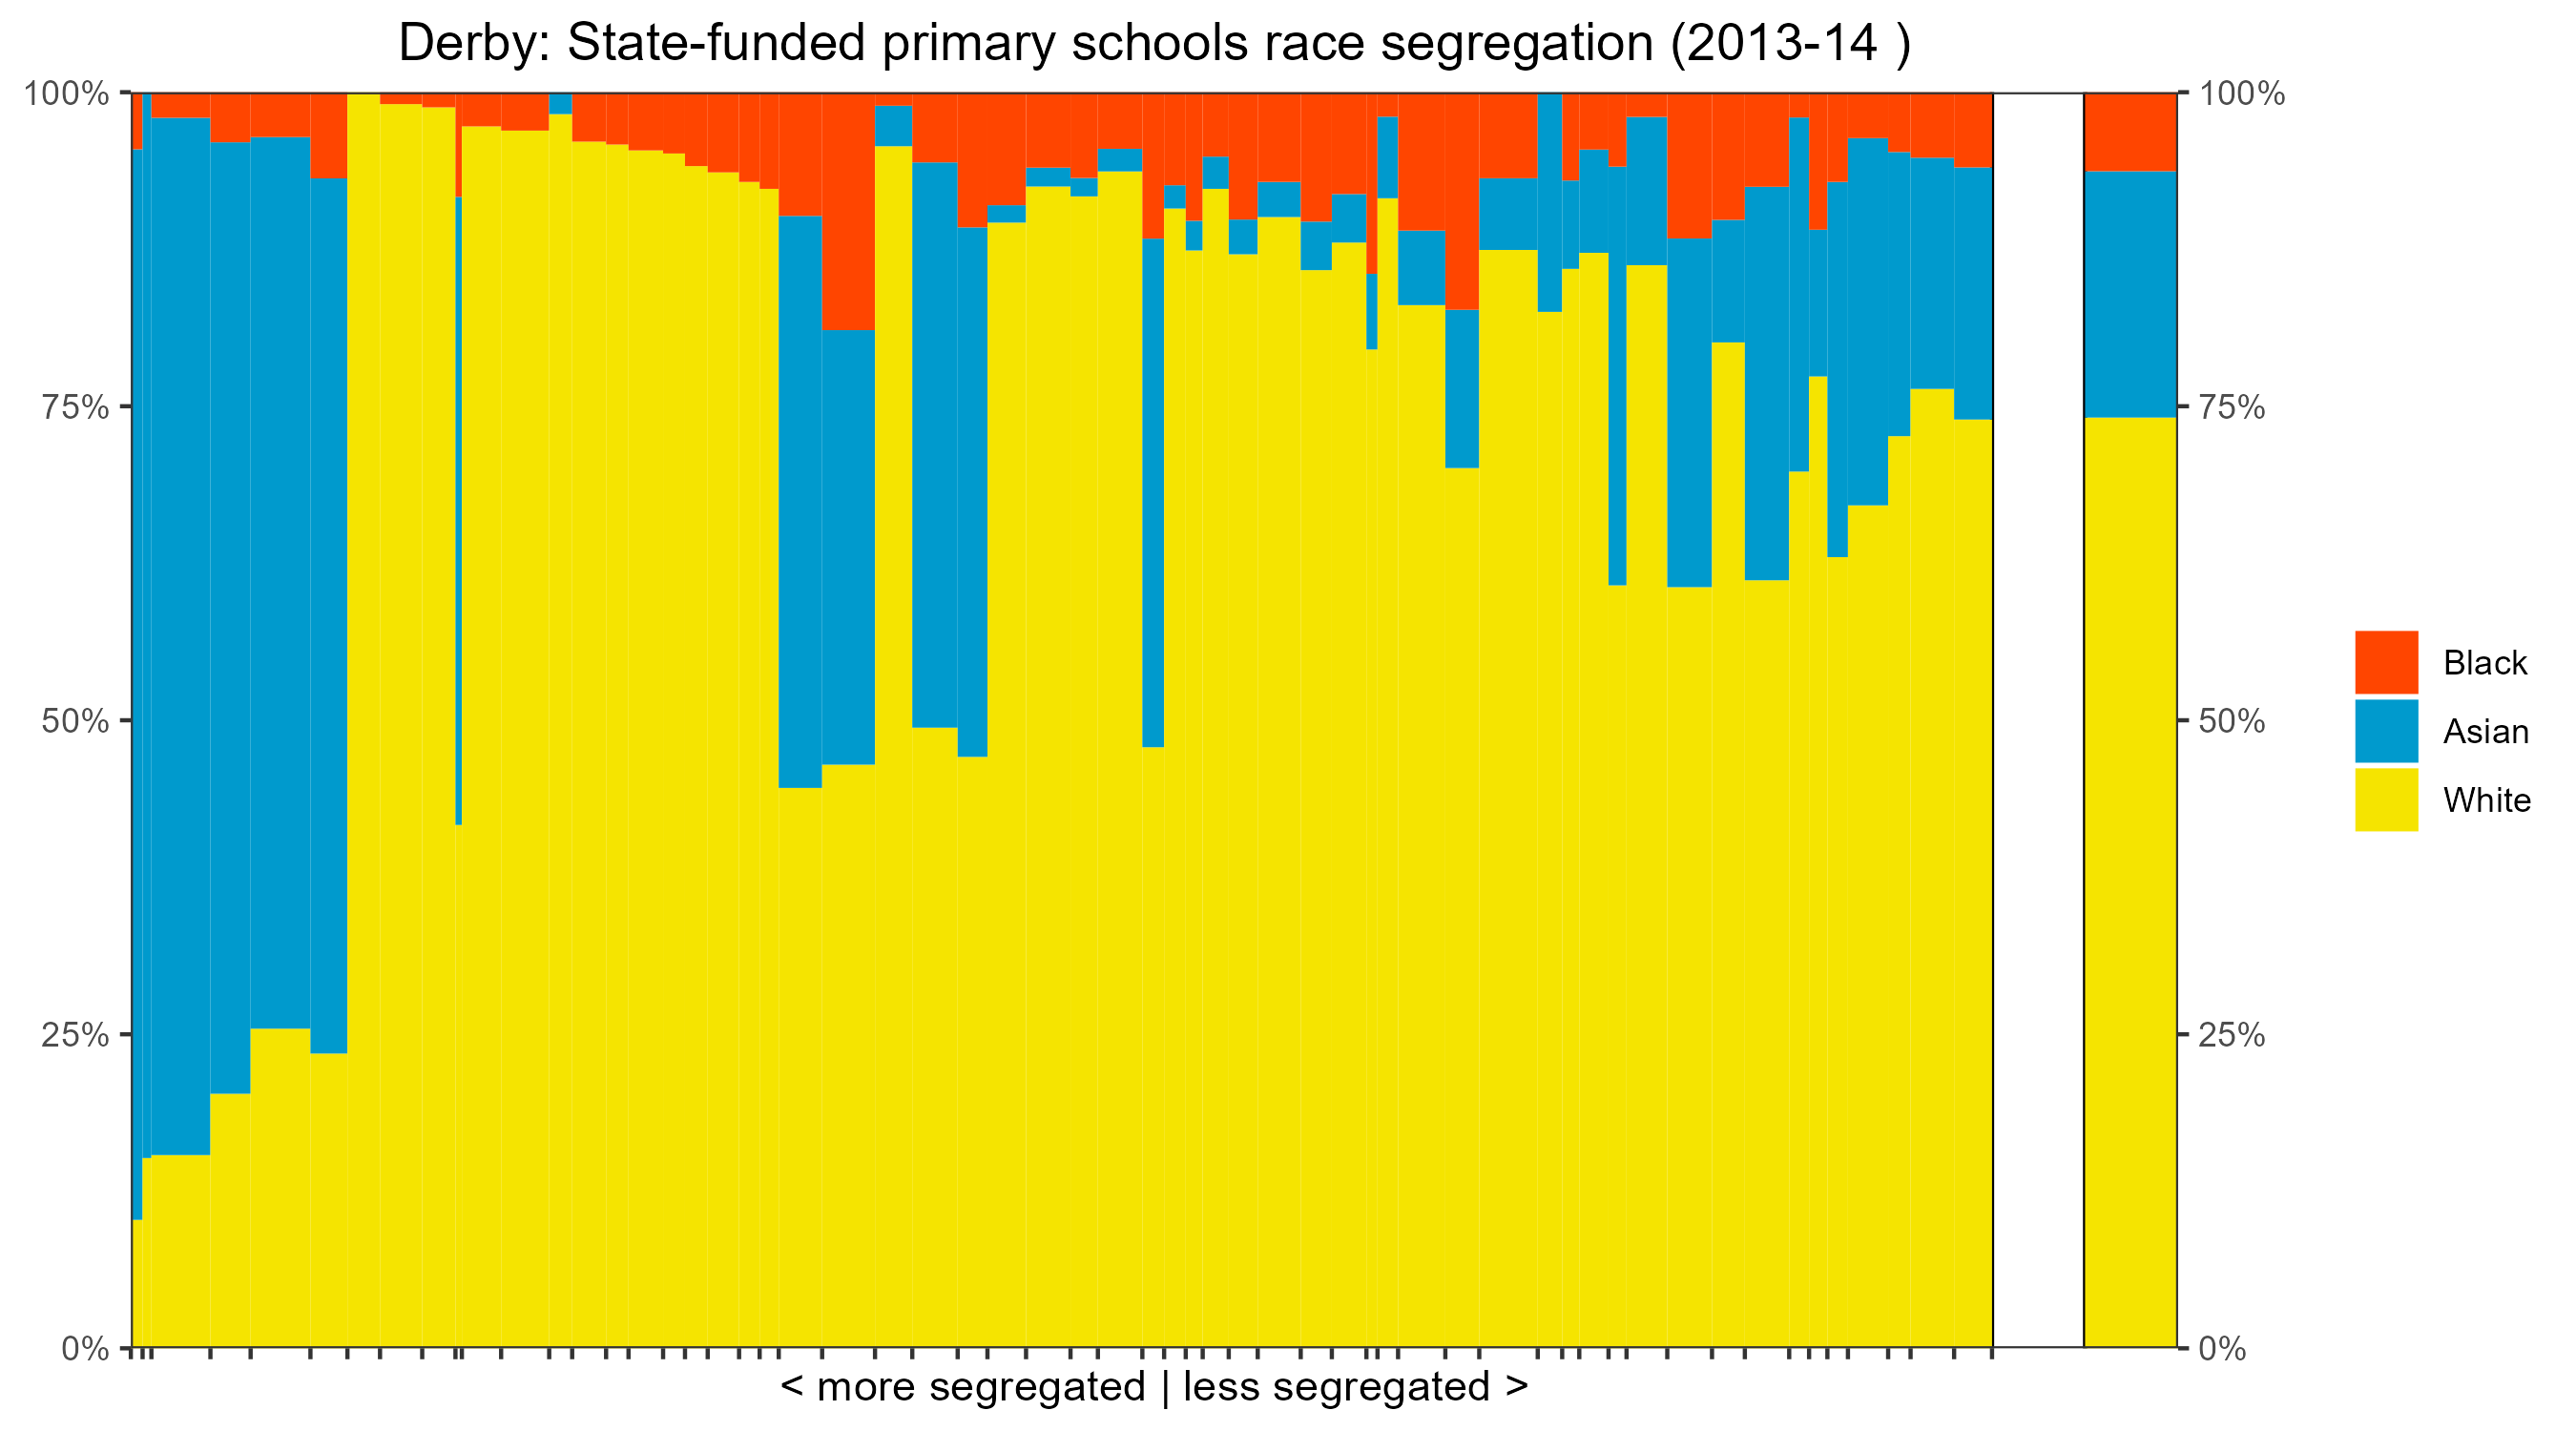 Derby: State-funded primary schools race segregation (2013-14 )
100%
75%
50%
25%
0%
100%
75%
50%
25%
0%
Black
Asian
White
< more segregated | less segregated >